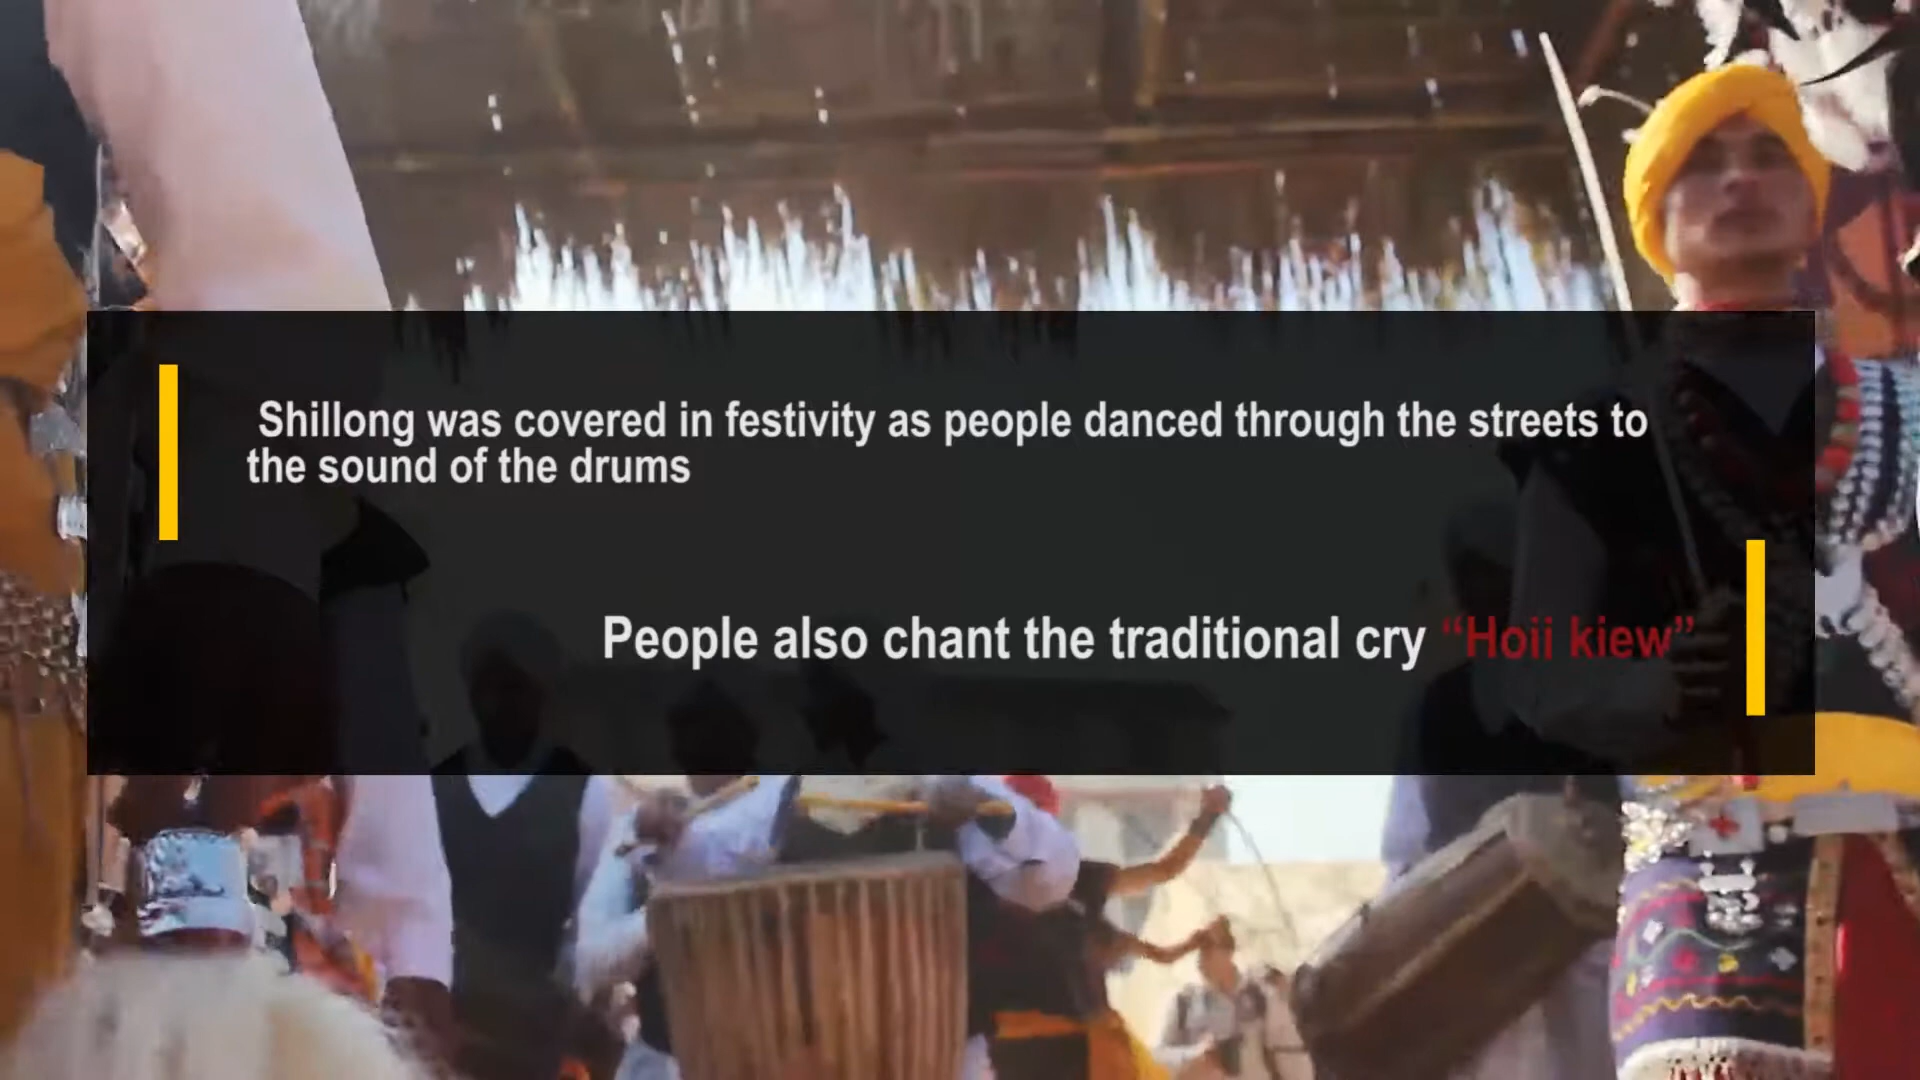 Shillong was covered in festivity as people danced through the streets to
the sound of the drums
People also chant the traditional cry “Hoii kiew”